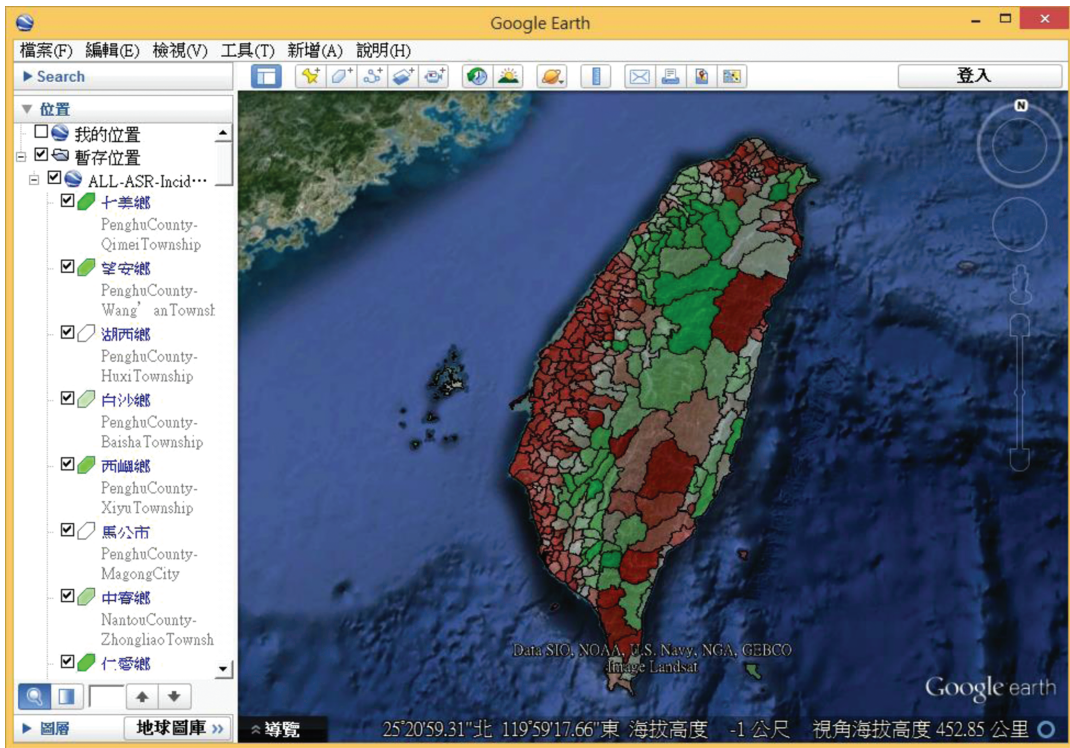 Google Earth
檔案(F) 編輯(E) 檢視(V) 工具(T) 新增(A) 說明(H)
Search
登入
位置
我的位置
暫存位置
ALL-ASR-Incid…
七美鄉
PenghuCounty-
QimeiTownship
望安鄉
PenghuCounty-
Wang’anTownsh
湖西鄉
PenghuCounty-
HuxiTownship
白沙鄉
PenghuCounty-
BaishaTownship
西嶼鄉
PenghuCounty-
XiyuTownship
馬公市
PenghuCounty-
MagongCity
中寮鄉
NantouCounty-
ZhongliaoTownsh
仁愛鄉
圖層
地球圖庫 »
N
Data SIO, NOAA, U.S. Navy, NGA, GEBCO
Image Landsat
Google earth
導覽
25°20'59.31"北 119°59'17.66"東 海拔高度 -1 公尺 視角海拔高度 452.85 公里